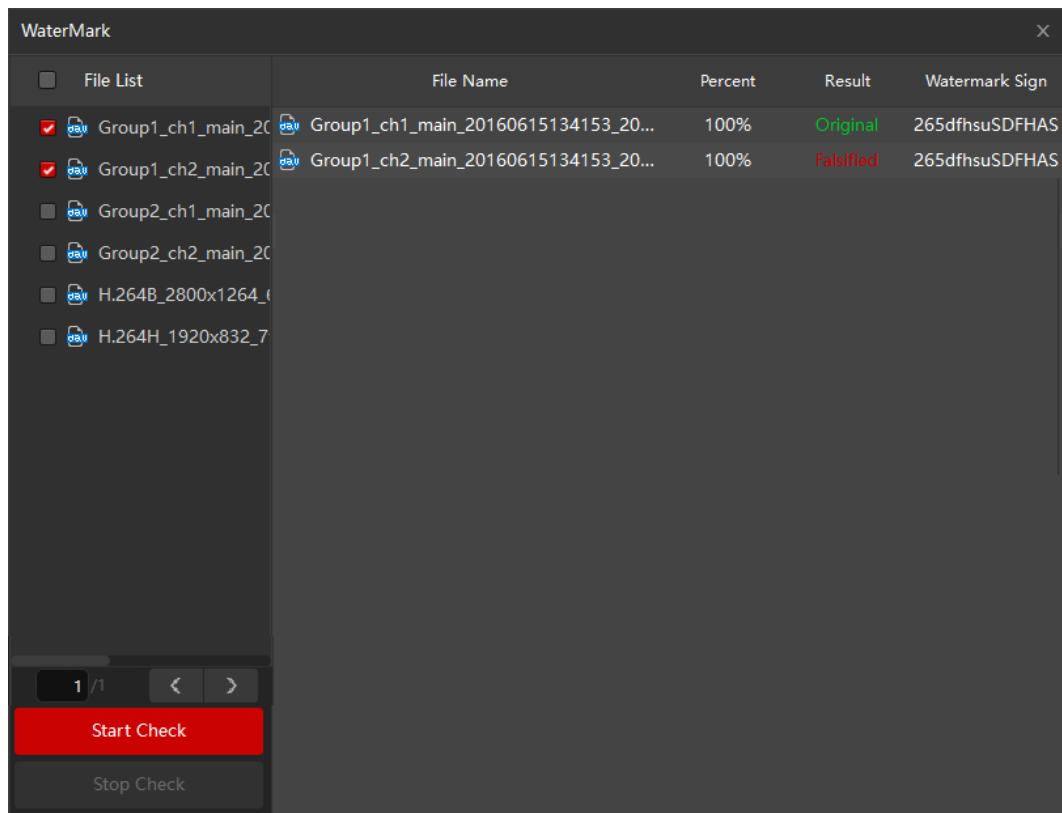 WaterMark
File List
File Name Percent Result Watermark Sign
Group1_ch1_main_20
Group1_ch1_main_20160615134153_20... 100% Original 265dfhsuSDFHAS
Group1_ch2_main_20
Group1_ch2_main_20160615134153_20... 100% Falsified 265dfhsuSDFHAS
Group2_ch1_main_20
Group2_ch2_main_20
H.264B_2800x1264_
H.264H_1920x832_7
1 /1
Start Check
Stop Check